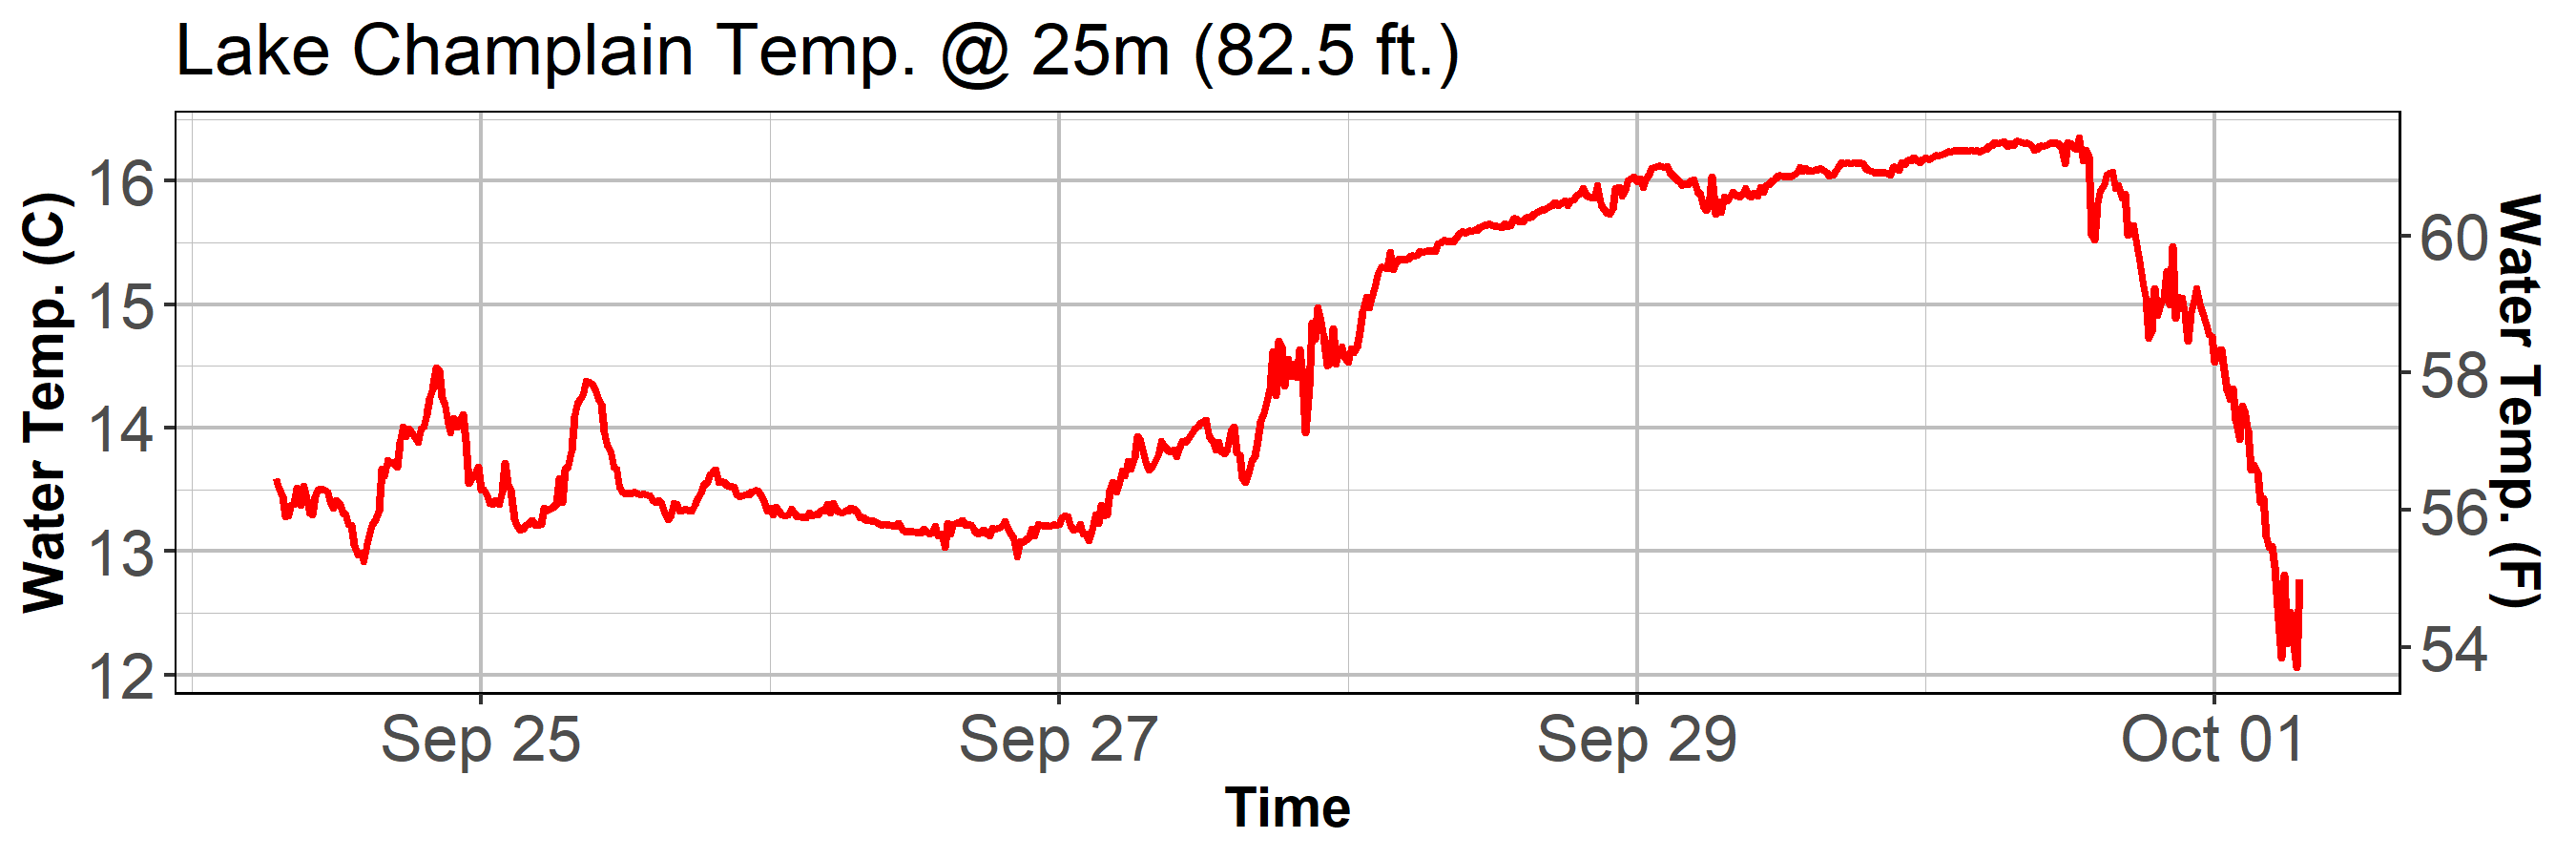 Lake Champlain Temp. @ 25m (82.5 ft.)
Water Temp. (C)
16
15
14
13
12
Water Temp. (F)
60
58
56
54
Sep 25
Sep 27
Sep 29
Oct 01
Time